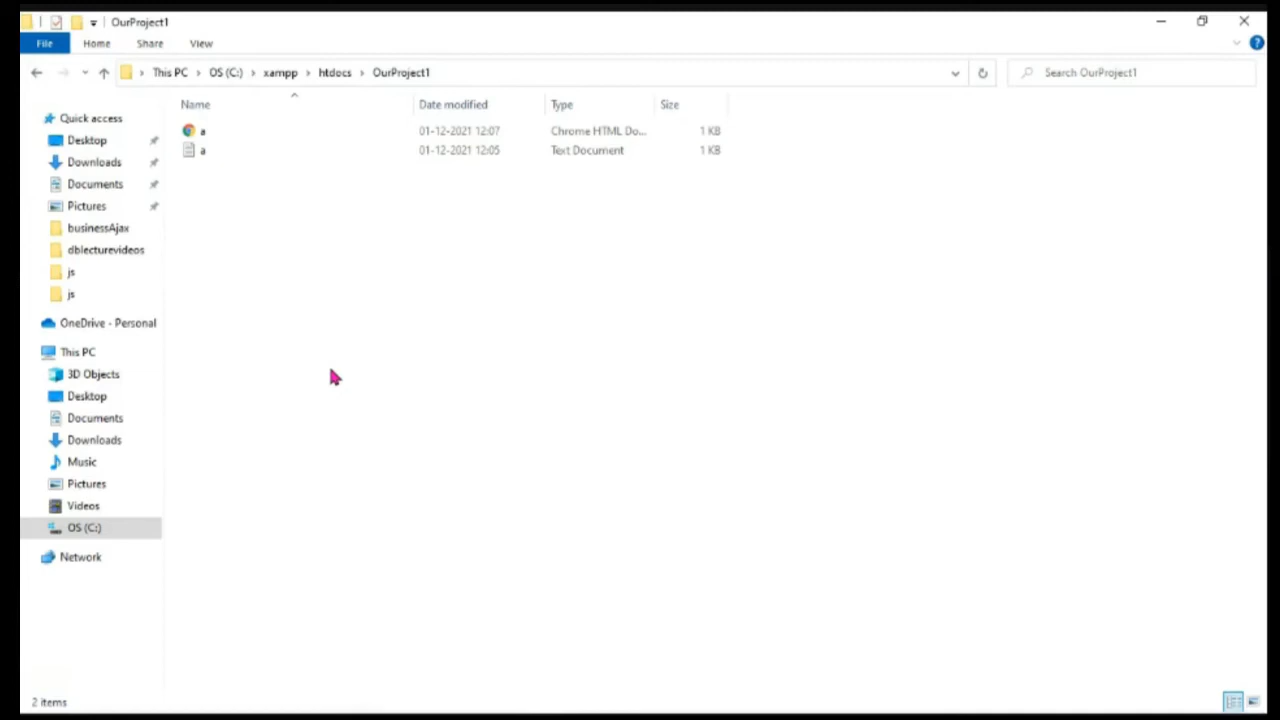 OurProject1
File Home Share View
This PC OS (C:) xampp htdocs OurProject1 Search OurProject1
Name Date modified Type Size
a 01-12-2021 12:07 Chrome HTML Do... 1 KB
a 01-12-2021 12:05 Text Document 1 KB
Quick access
Desktop
Downloads
Documents
Pictures
businessAjax
dblecturevideos
js
js
OneDrive - Personal
This PC
3D Objects
Desktop
Documents
Downloads
Music
Pictures
Videos
OS (C:)
Network
2 items